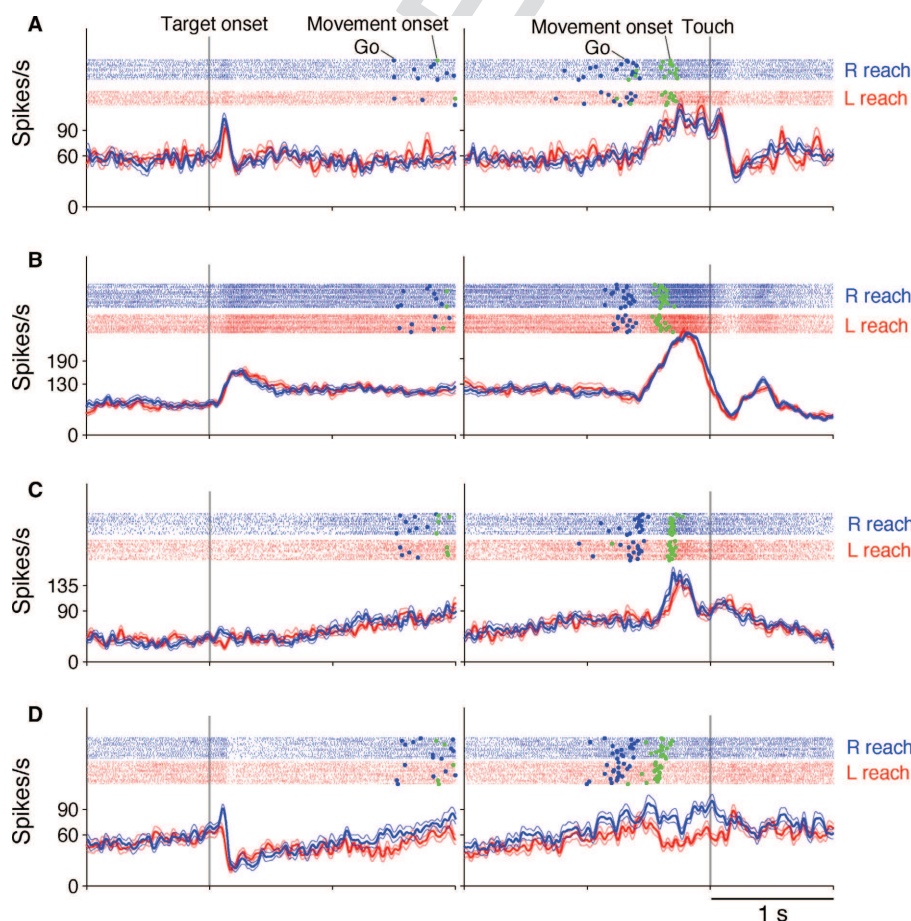 A
Target onset
Movement onset
Go
Movement onset
Touch
Go
R reach
L reach
Spikes/s
90
60
0
B
R reach
L reach
Spikes/s
190
130
0
C
R reach
L reach
Spikes/s
135
90
0
D
R reach
L reach
Spikes/s
90
60
0
1 s